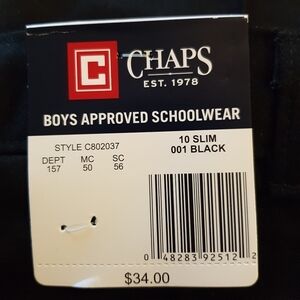 C CHAPS
EST. 1978
BOYS APPROVED SCHOOLWEAR
STYLE C802037
DEPT MC SC
157 50 56
10 SLIM
001 BLACK
0 48283 92512 2
$34.00